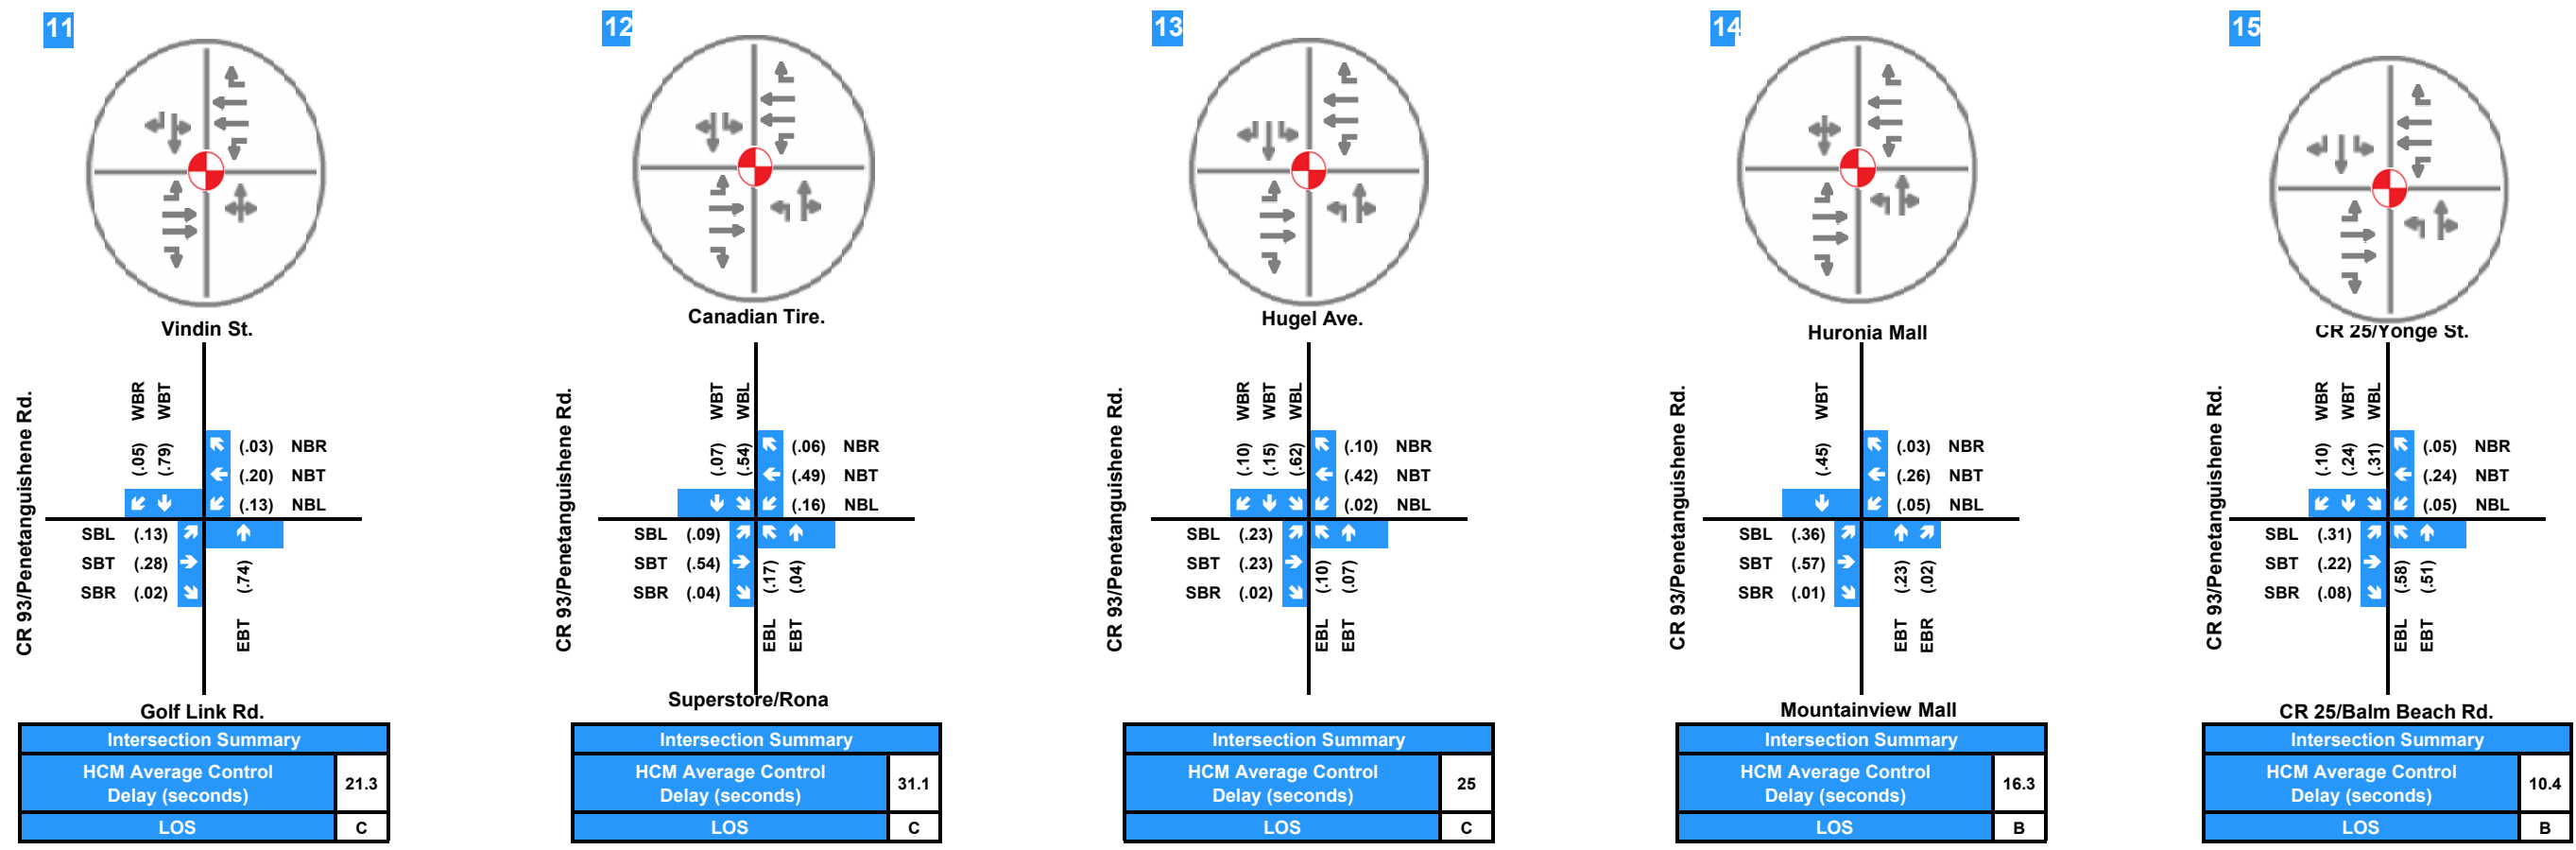 11
Vindin St.
CR 93/Penetanguishene Rd.
WBR
WBT
(.05)
(.79)
(.03) NBR
(.20) NBT
(.13) NBL
SBL (.13)
SBT (.28)
SBR (.02)
(.74)
EBT
Golf Link Rd.
Intersection Summary
HCM Average Control
Delay (seconds)
21.3
LOS
C
12
Canadian Tire.
CR 93/Penetanguishene Rd.
WBT
WBL
(.07)
(.54)
(.06) NBR
(.49) NBT
(.16) NBL
SBL (.09)
SBT (.54)
SBR (.04)
(.17)
(.04)
EBL
EBT
Superstore/Rona
Intersection Summary
HCM Average Control
Delay (seconds)
31.1
LOS
C
13
Hugel Ave.
CR 93/Penetanguishene Rd.
WBR
WBT
WBL
(.10)
(.15)
(.62)
(.10) NBR
(.42) NBT
(.02) NBL
SBL (.23)
SBT (.23)
SBR (.02)
(.10)
(.07)
EBL
EBT
Intersection Summary
HCM Average Control
Delay (seconds)
25
LOS
C
14
Huronia Mall
CR 93/Penetanguishene Rd.
WBT
(.45)
(.03) NBR
(.26) NBT
(.05) NBL
SBL (.36)
SBT (.57)
SBR (.01)
(.23)
(.02)
EBT
EBR
Mountainview Mall
Intersection Summary
HCM Average Control
Delay (seconds)
16.3
LOS
B
15
CR 25/Yonge St.
CR 93/Penetanguishene Rd.
WBR
WBT
WBL
(.10)
(.24)
(.31)
(.05) NBR
(.24) NBT
(.05) NBL
SBL (.31)
SBT (.22)
SBR (.08)
(.58)
(.51)
EBL
EBT
CR 25/Balm Beach Rd.
Intersection Summary
HCM Average Control
Delay (seconds)
10.4
LOS
B